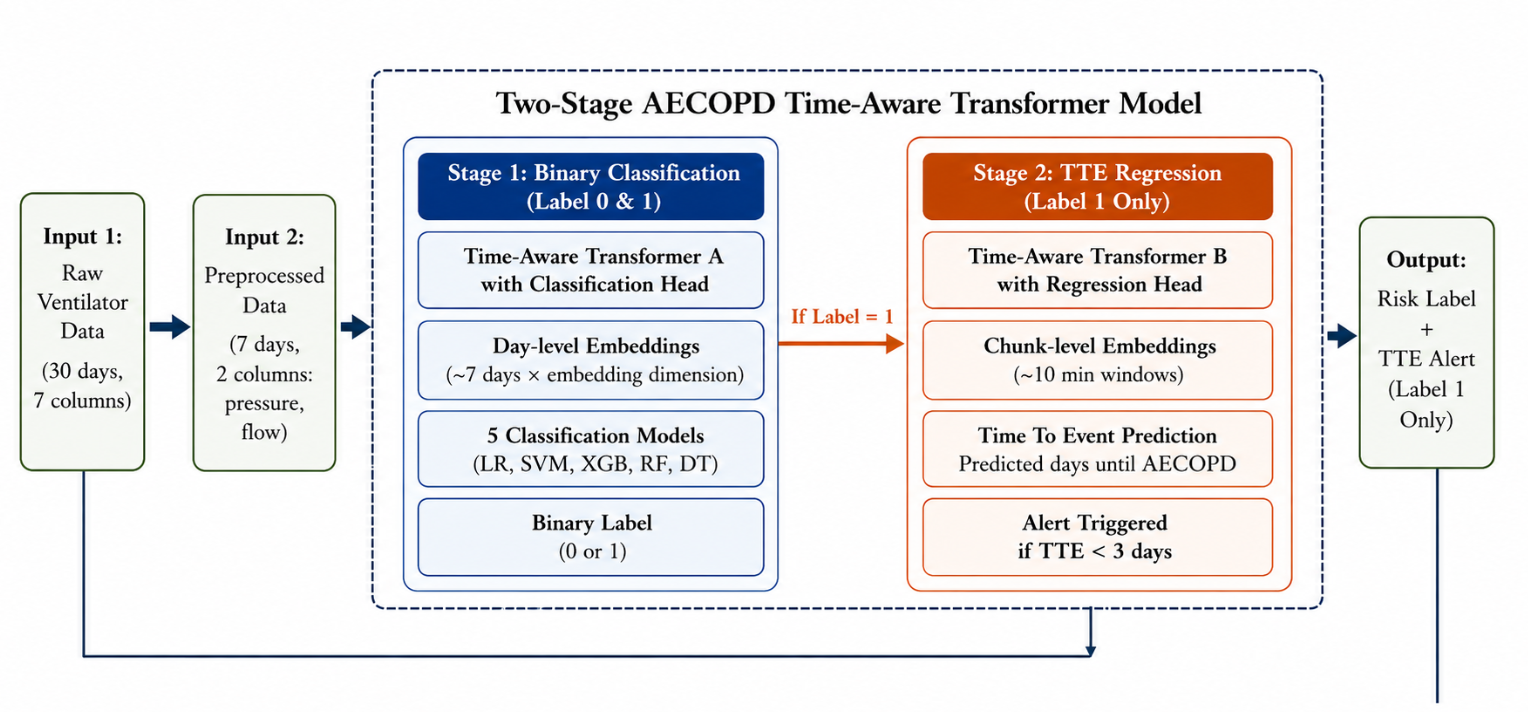 Two-Stage AECOPD Time-Aware Transformer Model
Input 1:
Raw
Ventilator
Data
(30 days,
7 columns)
Input 2:
Preprocessed
Data
(7 days,
2 columns:
pressure,
flow)
Stage 1: Binary Classification
(Label 0 & 1)
Time-Aware Transformer A
with Classification Head
Day-level Embeddings
(~7 days × embedding dimension)
5 Classification Models
(LR, SVM, XGB, RF, DT)
Binary Label
(0 or 1)
If Label = 1
Stage 2: TTE Regression
(Label 1 Only)
Time-Aware Transformer B
with Regression Head
Chunk-level Embeddings
(~10 min windows)
Time To Event Prediction
Predicted days until AECOPD
Alert Triggered
if TTE < 3 days
Output:
Risk Label
+
TTE Alert
(Label 1
Only)